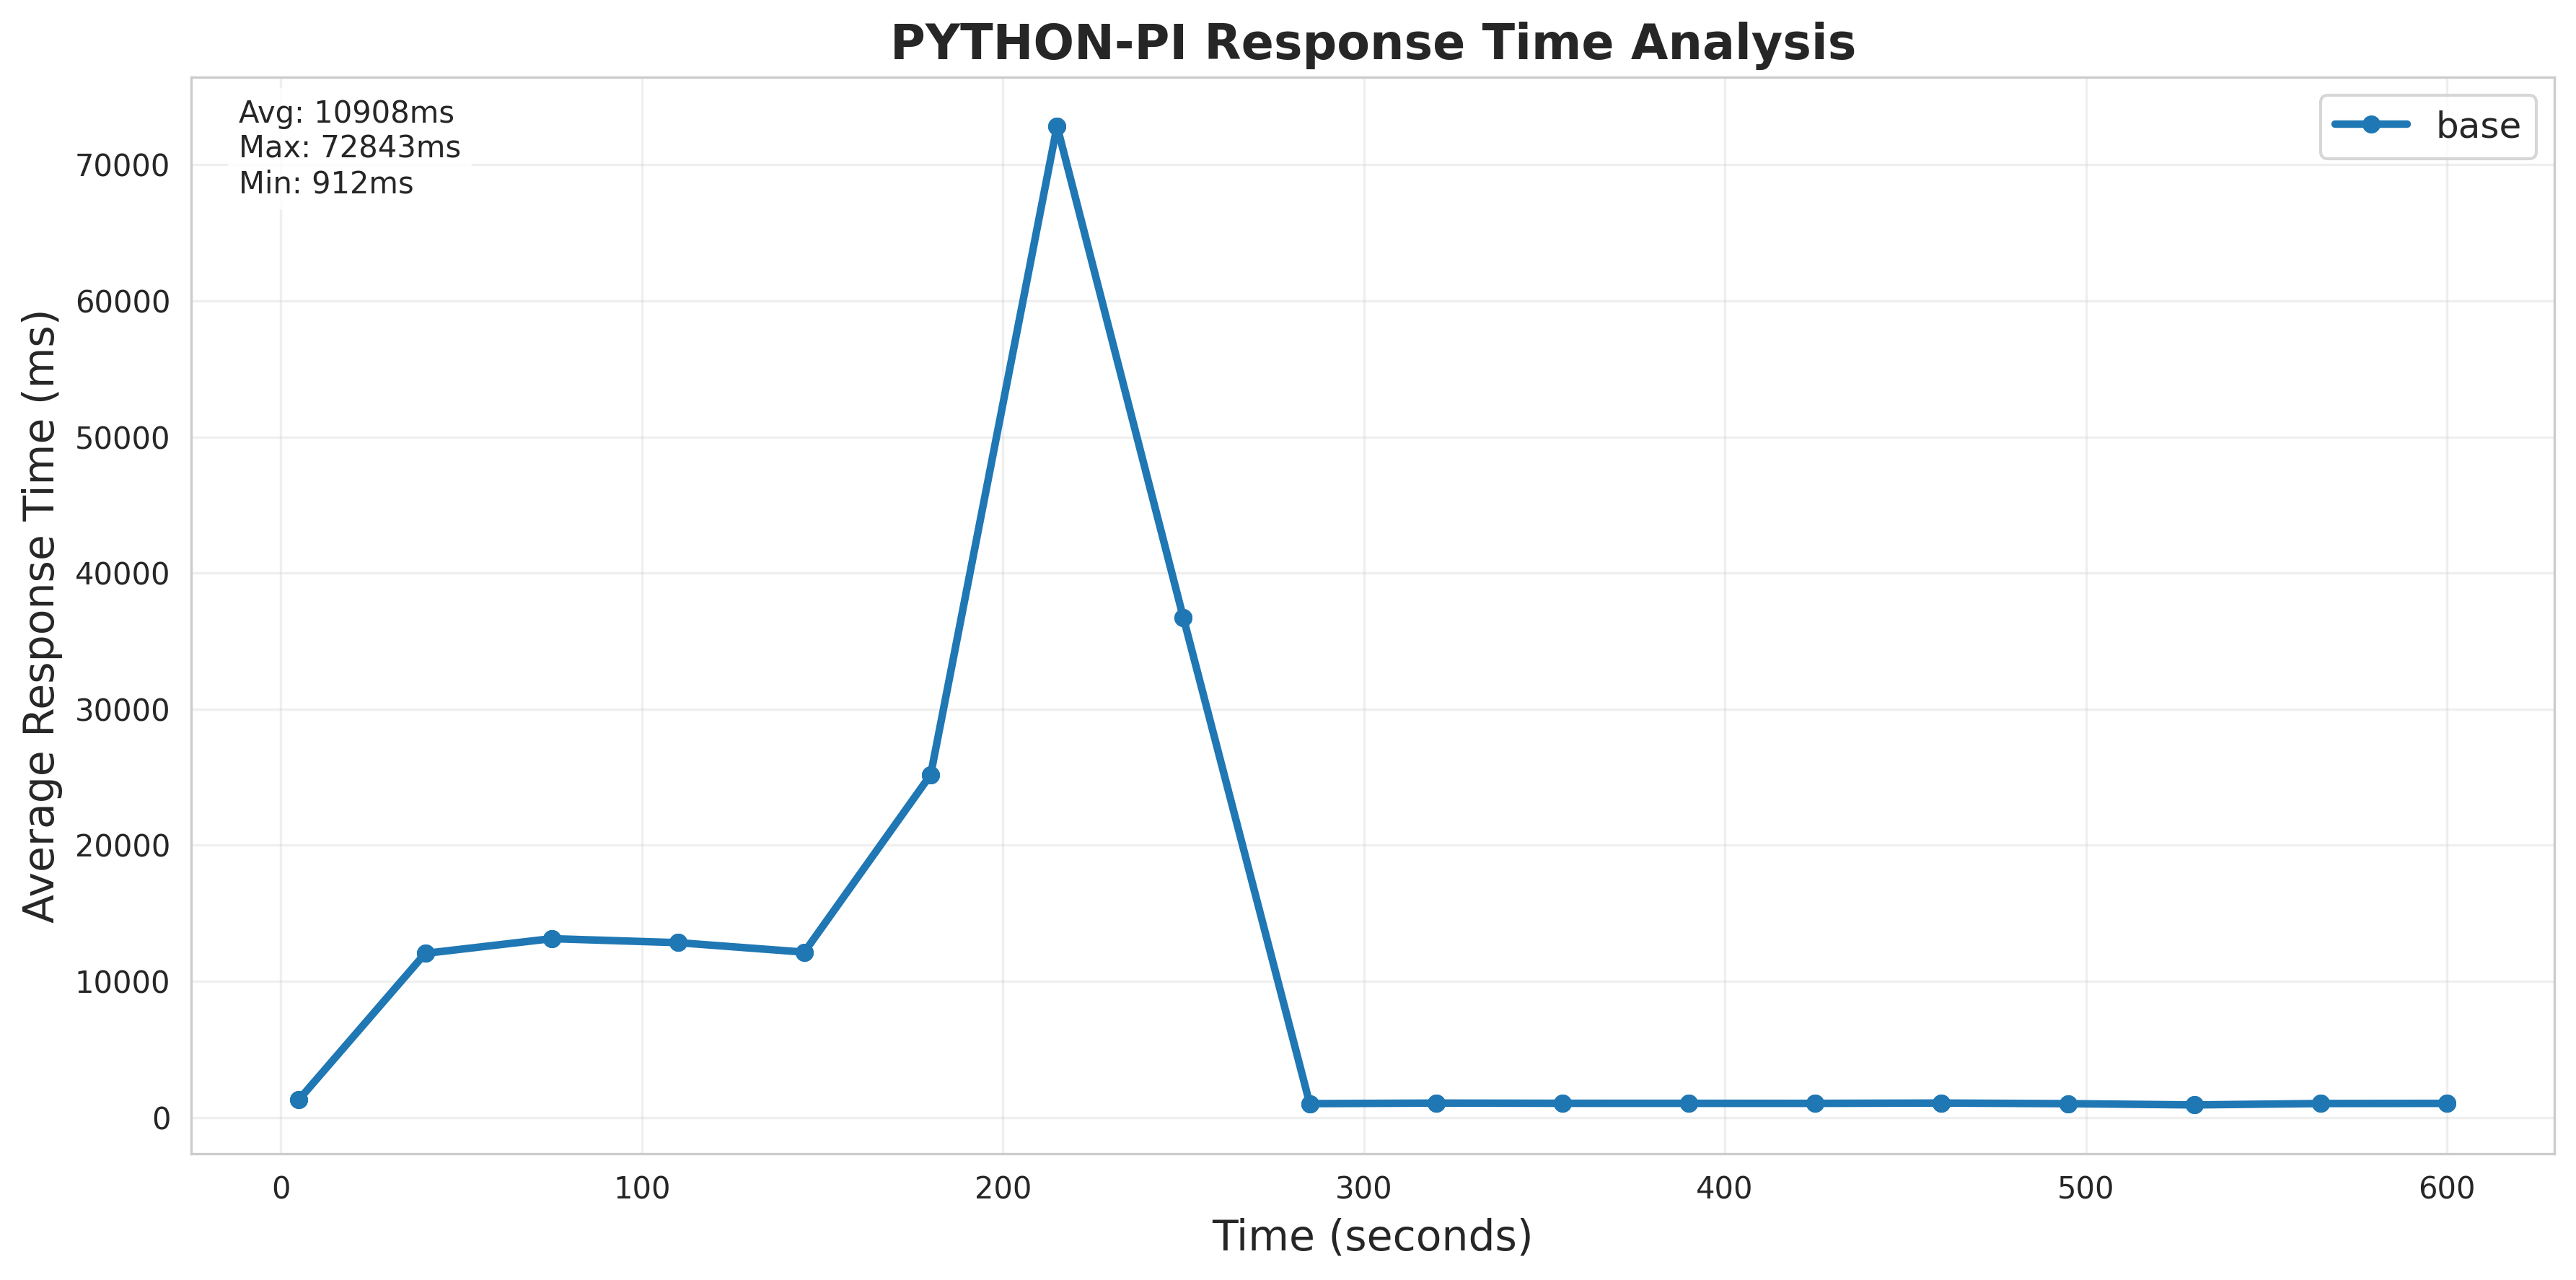 PYTHON-PI Response Time Analysis
Avg: 10908ms
Max: 72843ms
Min: 912ms
base
Average Response Time (ms)
70000
60000
50000
40000
30000
20000
10000
0
0 100 200 300 400 500 600
Time (seconds)